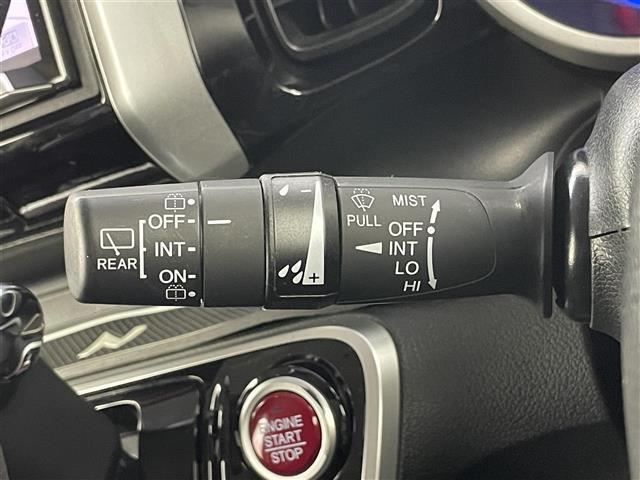 OFF
INT
ON
REAR
-
+
PULL
MIST
OFF
INT
LO
HI
ENGINE
START
STOP